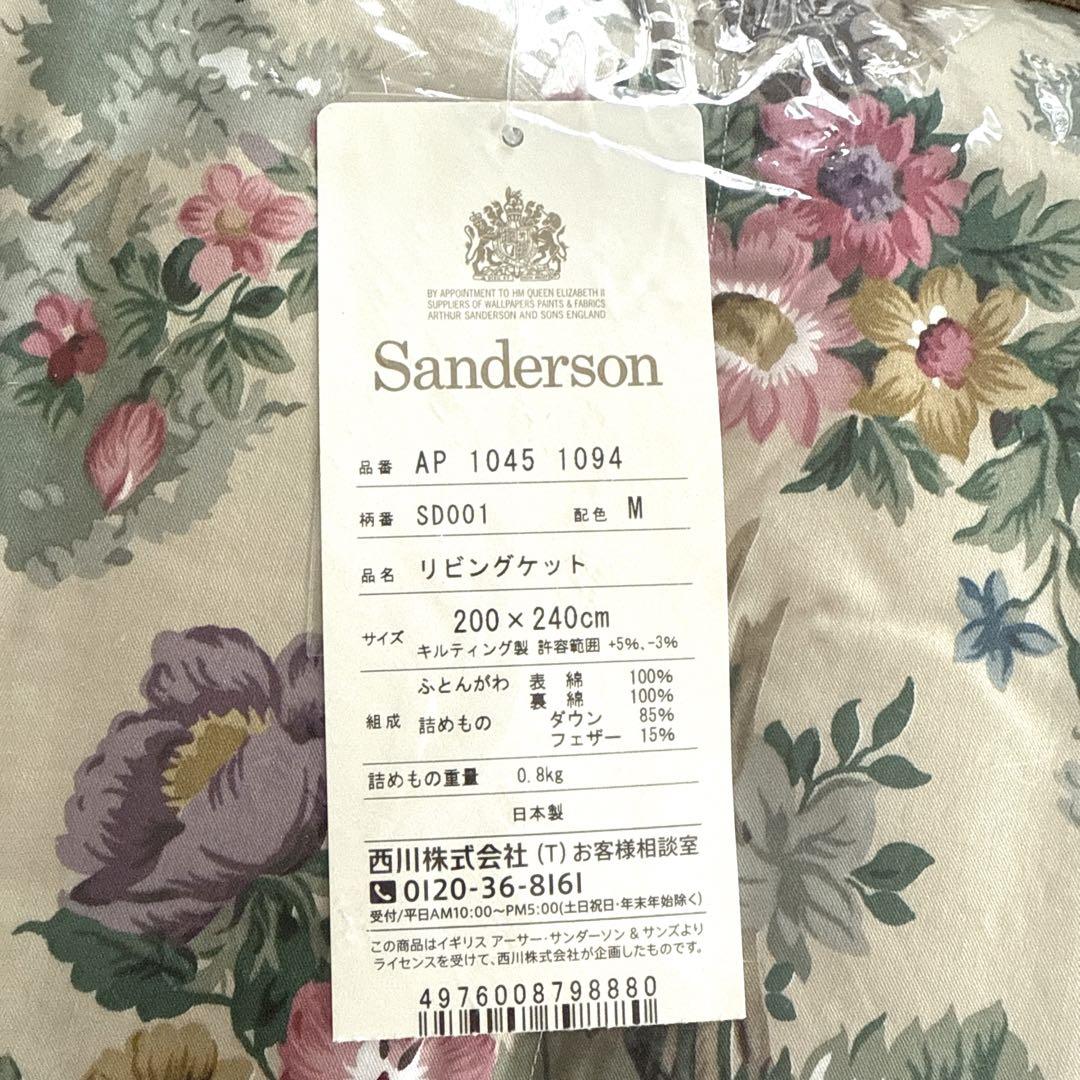 BY APPOINTMENT TO HM QUEEN ELIZABETH II
SUPPLIERS OF WALLPAPERS PAINTS & FABRICS
ARTHUR SANDERSON AND SONS ENGLAND
Sanderson
品番 AP 1045 1094
柄番 SD001 配色 M
品名 リビングケット
サイズ 200×240cm
キルティング製 許容範囲 +5%、-3%
組成 ふとんがわ 表 綿 100%
裏 綿 100%
詰めもの ダウン 85%
フェザー 15%
詰めもの重量 0.8kg
日本製
西川株式会社 (T) お客様相談室
0120-36-8161
受付/平日AM10:00~PM5:00(土日祝日・年末年始除く)
この商品はイギリス アーサー・サンダーソン & サンズより
ライセンスを受けて、西川株式会社が企画したものです。
4976008798880